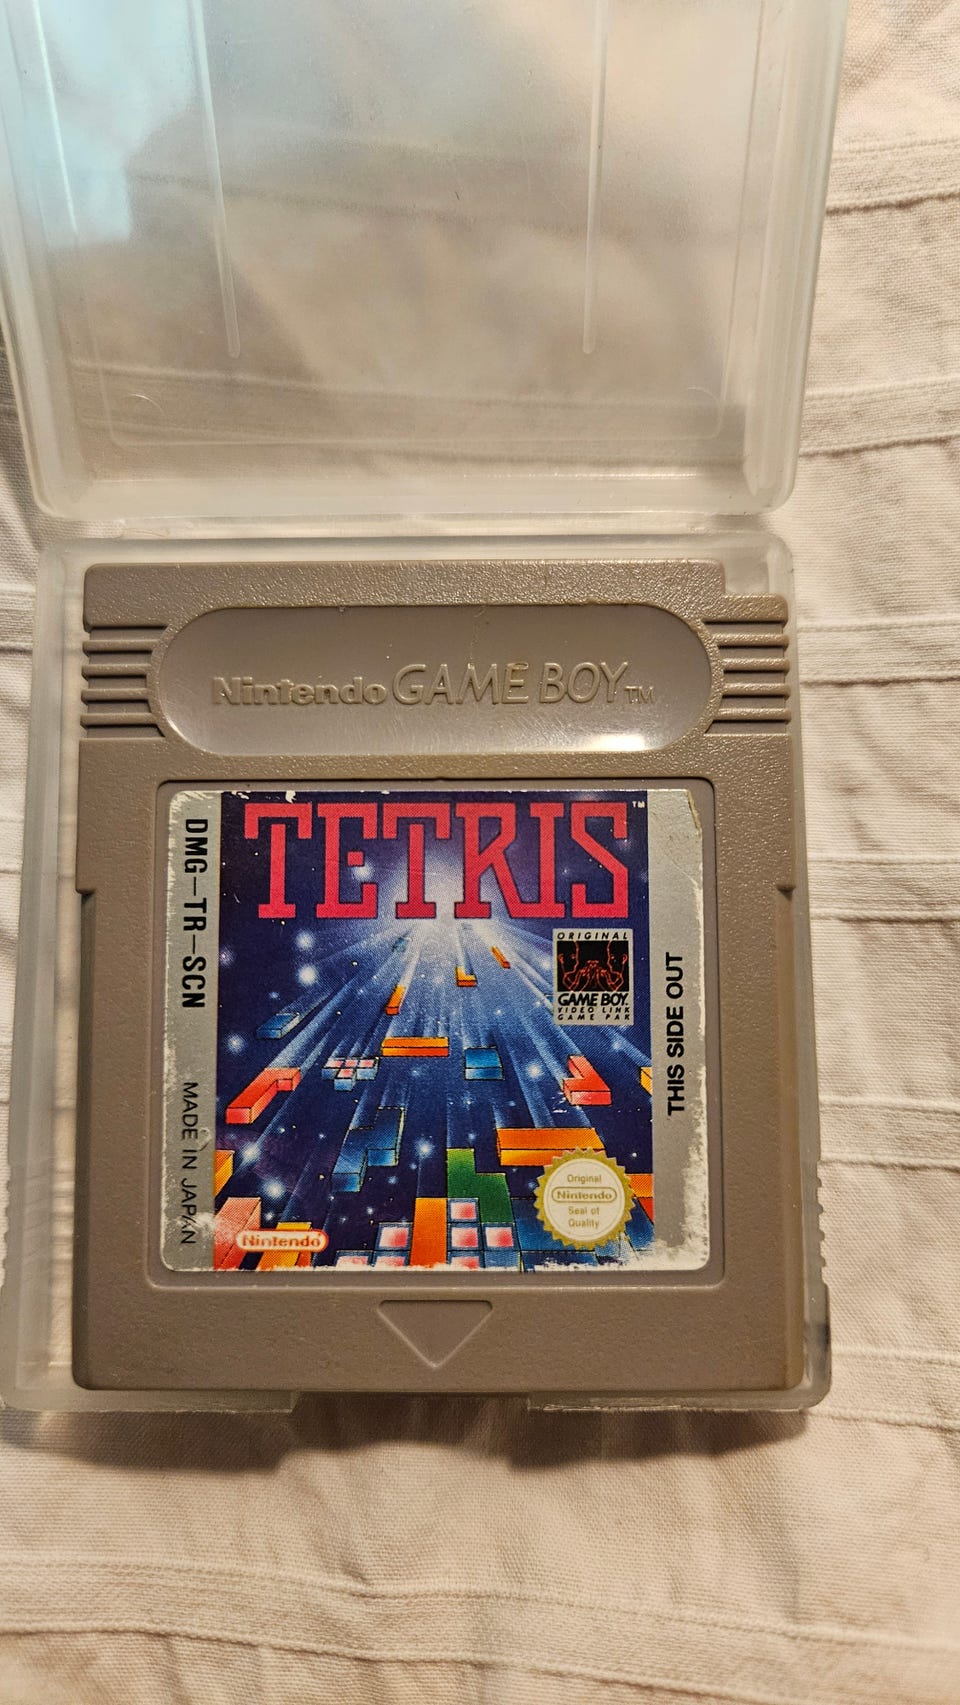 Nintendo GAME BOY TM
TETRIS TM
DMG-TR-SCN
MADE IN JAPAN
ORIGINAL
GAME BOY
VIDEO LINK
GAME PAK
THIS SIDE OUT
Original
Nintendo
Seal of
Quality
Nintendo